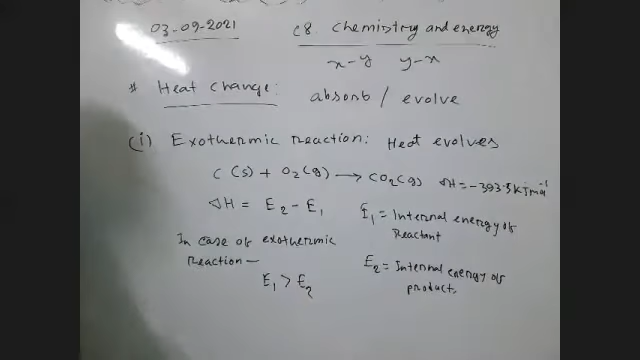 03-09-2021
C8. Chemistry and energy
x-y y-x
# Heat change: absorb / evolve
(i) Exothermic Reaction: Heat evolves
C(s) + O₂(g) → CO₂(g) ΔH = -393.5 kJ mol⁻¹
ΔH = E₂ - E₁
E₁ = Internal energy of
Reactant
In case of exothermic
Reaction —
E₁ > E₂
E₂ = Internal energy of
product.